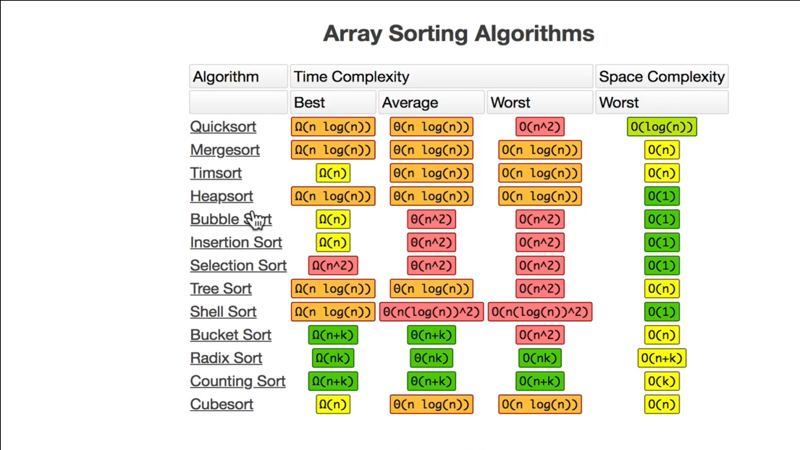 Array Sorting Algorithms
Algorithm Time Complexity Space Complexity
Best Average Worst Worst
Quicksort Ω(n log(n)) θ(n log(n)) O(n^2) O(log(n))
Mergesort Ω(n log(n)) θ(n log(n)) O(n log(n)) O(n)
Timsort Ω(n) θ(n log(n)) O(n log(n)) O(n)
Heapsort Ω(n log(n)) θ(n log(n)) O(n log(n)) O(1)
Bubble Sort Ω(n) θ(n^2) O(n^2) O(1)
Insertion Sort Ω(n) θ(n^2) O(n^2) O(1)
Selection Sort Ω(n^2) θ(n^2) O(n^2) O(1)
Tree Sort Ω(n log(n)) θ(n log(n)) O(n^2) O(n)
Shell Sort Ω(n log(n)) θ(n(log(n))^2) O(n(log(n))^2) O(1)
Bucket Sort Ω(n+k) θ(n+k) O(n^2) O(n)
Radix Sort Ω(nk) θ(nk) O(nk) O(n+k)
Counting Sort Ω(n+k) θ(n+k) O(n+k) O(k)
Cubesort Ω(n) θ(n log(n)) O(n log(n)) O(n)